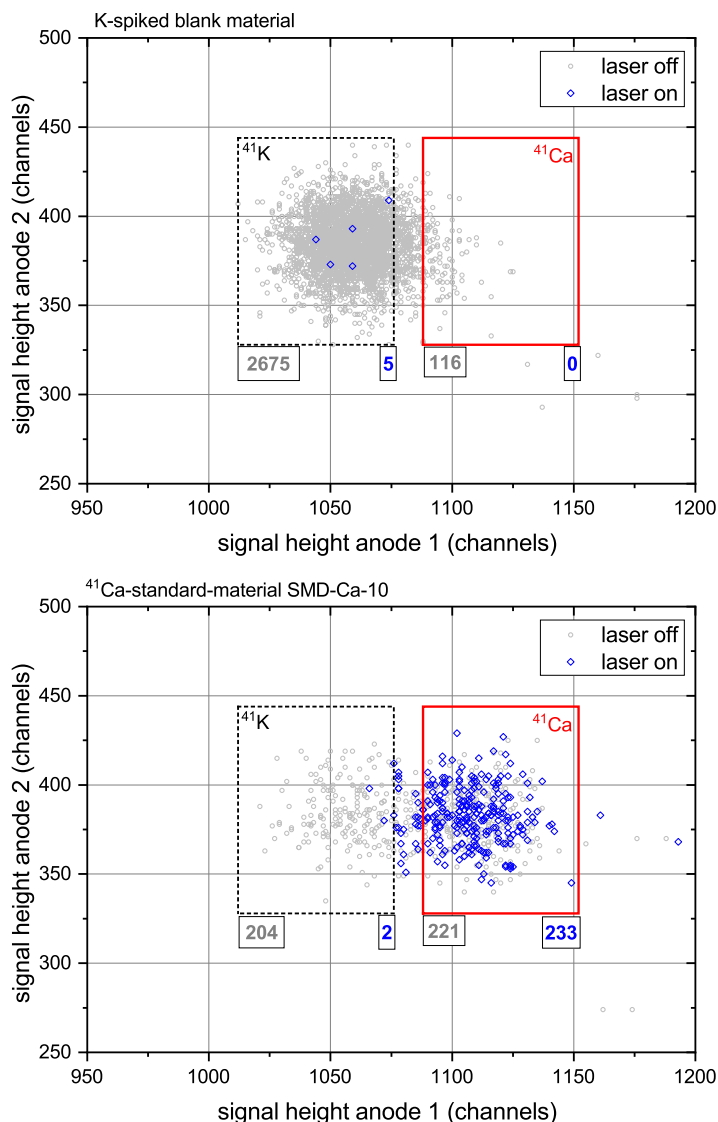 K-spiked blank material
500
450
400
350
300
250
signal height anode 2 (channels)
laser off
laser on
⁴¹K
⁴¹Ca
2675
5
116
0
950
1000
1050
1100
1150
1200
signal height anode 1 (channels)
⁴¹Ca-standard-material SMD-Ca-10
500
450
400
350
300
250
signal height anode 2 (channels)
laser off
laser on
⁴¹K
⁴¹Ca
204
2
221
233
950
1000
1050
1100
1150
1200
signal height anode 1 (channels)